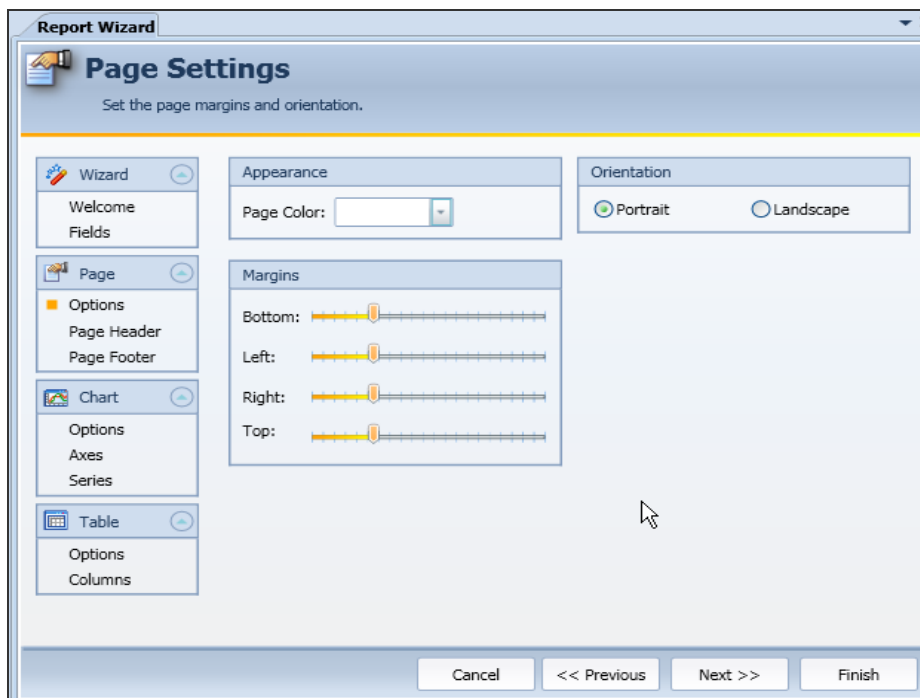 Report Wizard
Page Settings
Set the page margins and orientation.
Wizard
Welcome
Fields
Page
Options
Page Header
Page Footer
Chart
Options
Axes
Series
Table
Options
Columns
Appearance
Page Color:
Margins
Bottom:
Left:
Right:
Top:
Orientation
Portrait
Landscape
Cancel
<< Previous
Next >>
Finish